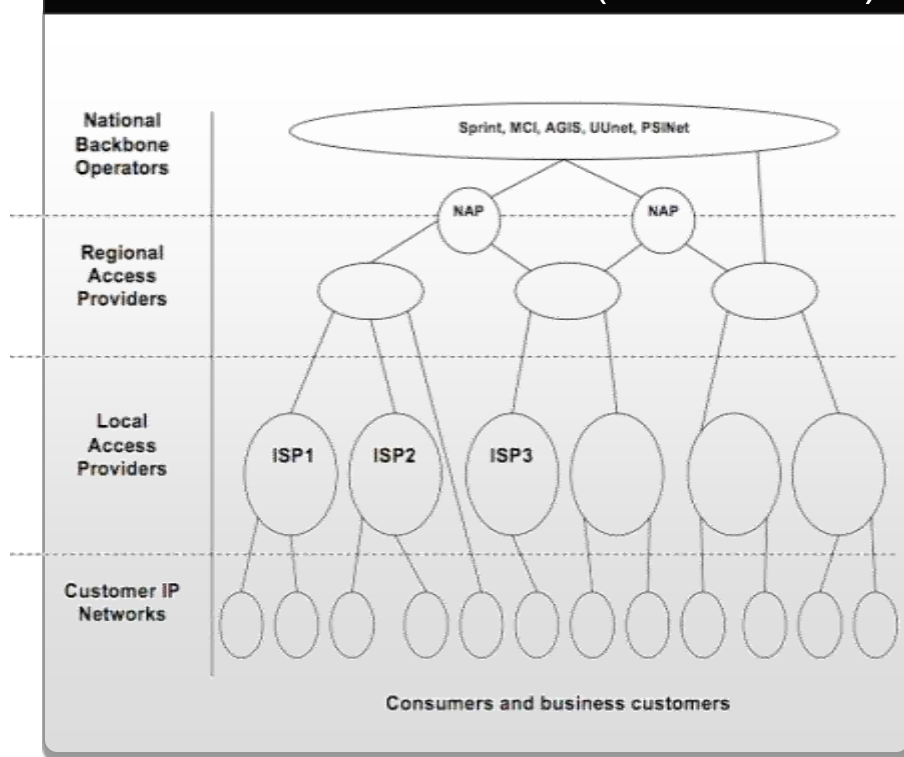 National
Backbone
Operators
Sprint, MCI, AGIS, UUnet, PSINet
NAP
NAP
Regional
Access
Providers
Local
Access
Providers
ISP1
ISP2
ISP3
Customer IP
Networks
Consumers and business customers